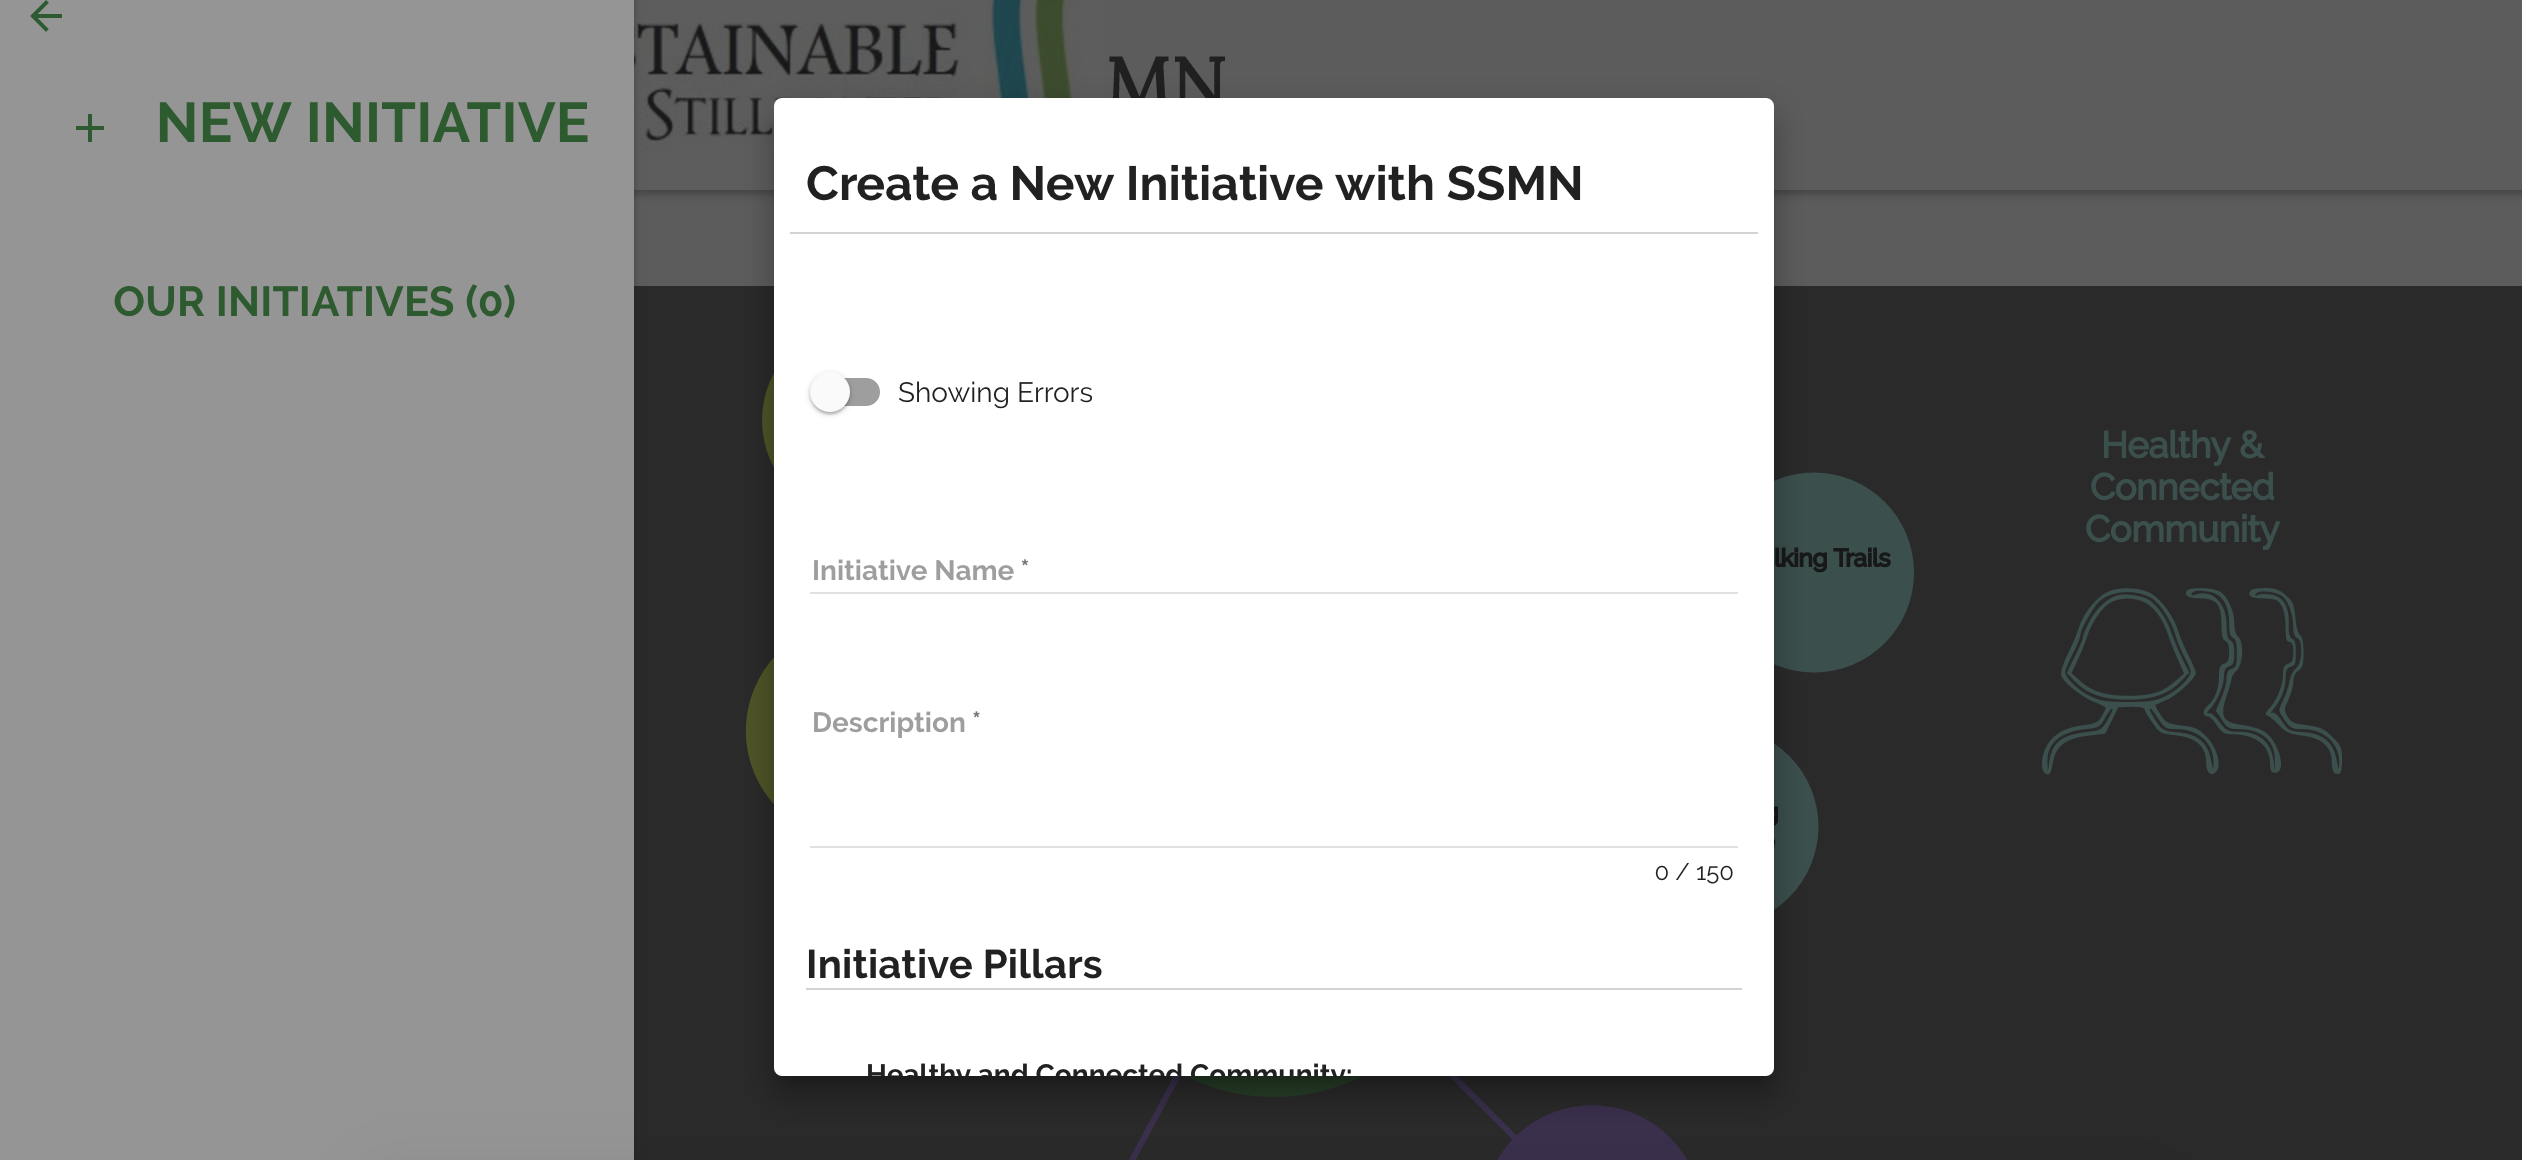 + NEW INITIATIVE
OUR INITIATIVES (0)
TAINABLE
STILL
MN
Create a New Initiative with SSMN
Showing Errors
Initiative Name *
Description *
0 / 150
Initiative Pillars
Healthy and Connected Community:
lking Trails
Healthy &
Connected
Community